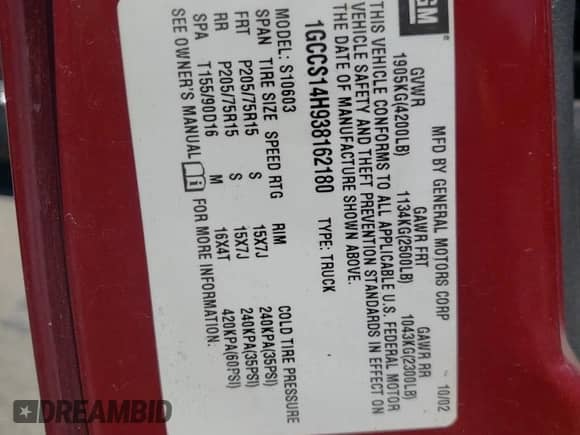 GM
MFD BY GENERAL MOTORS CORP 10/02
GVWR GAWR FRT GAWR RR
1905KG(4200LB) 1134KG(2500LB) 1043KG(2300LB)
THIS VEHICLE CONFORMS TO ALL APPLICABLE U.S. FEDERAL MOTOR
VEHICLE SAFETY AND THEFT PREVENTION STANDARDS IN EFFECT ON
THE DATE OF MANUFACTURE SHOWN ABOVE.
1GCCS14H938162180 TYPE: TRUCK
MODEL: S10603
SPAN TIRE SIZE SPEED RTG RIM COLD TIRE PRESSURE
FRT P205/75R15 S 15X7J 240KPA(35PSI)
RR P205/75R15 S 15X7J 240KPA(35PSI)
SPA T155/90D16 M 16X4T 420KPA(60PSI)
SEE OWNER'S MANUAL FOR MORE INFORMATION.
DREAMBID